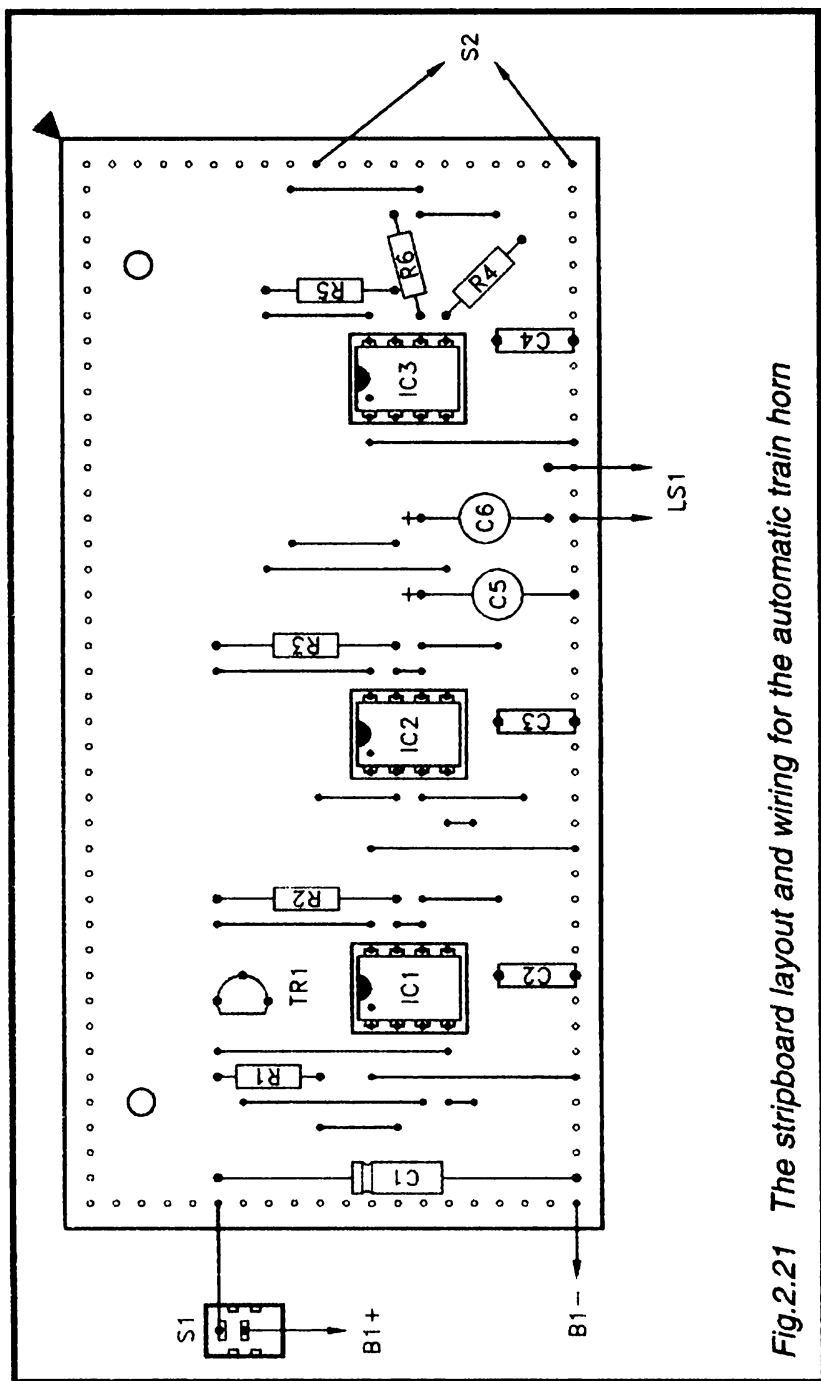 S1
B1+
B1-
C1
R1
TR1
IC1
C2
R2
IC2
C3
R3
+
C5
+
C6
LS1
IC3
C4
R5
R6
R4
S2
Fig.2.21 The stripboard layout and wiring for the automatic train horn